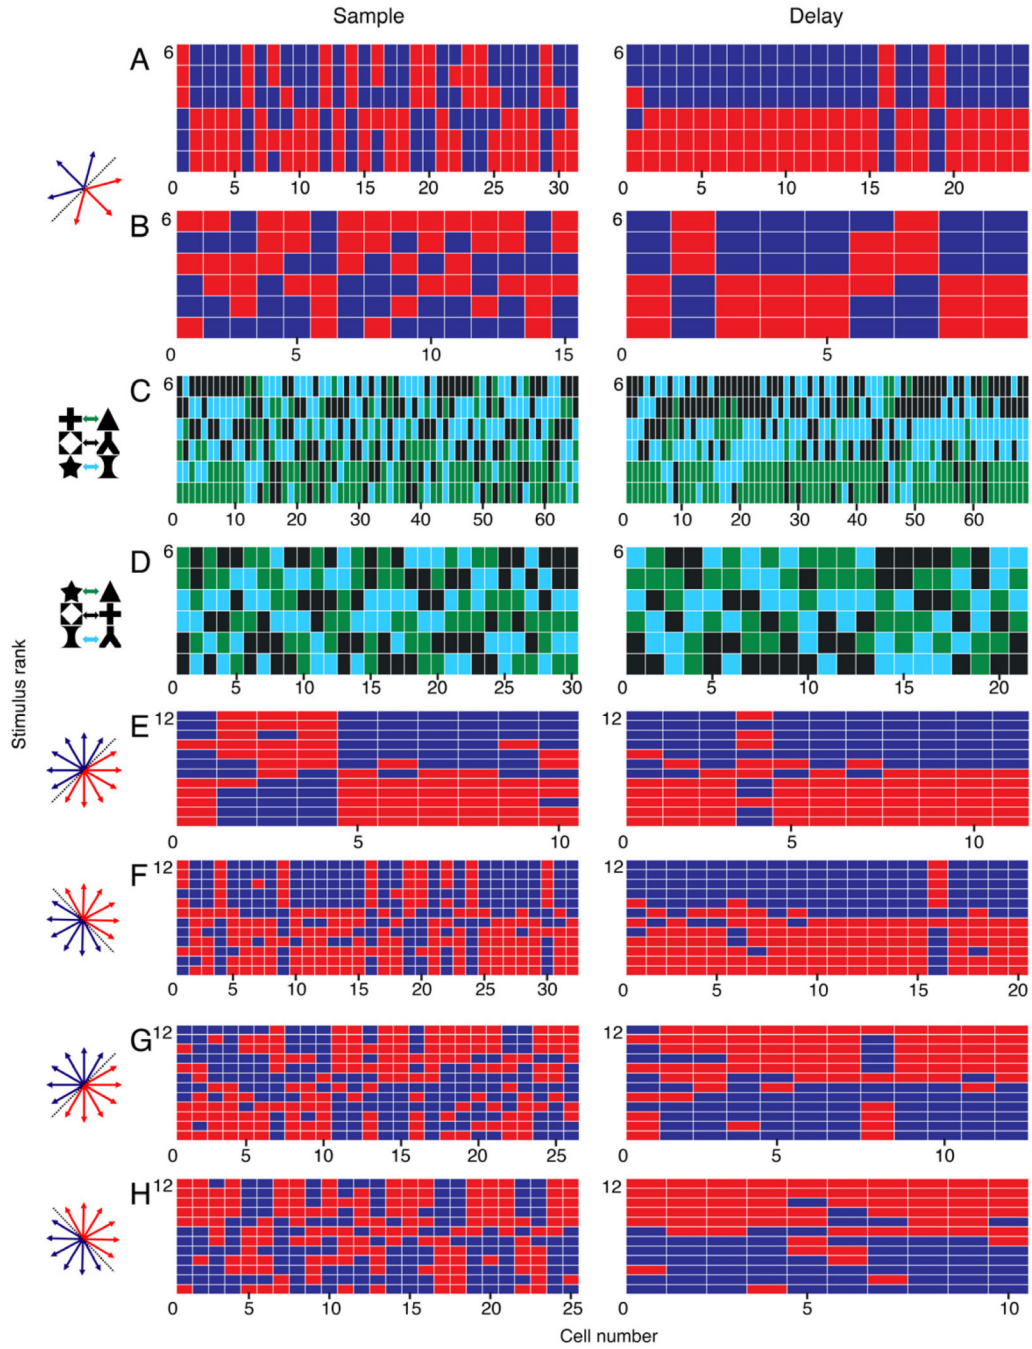 Sample Delay
A 6 6
0 5 10 15 20 25 30 0 5 10 15 20
B 6 6
0 5 10 15 0 5
C 6 6
0 10 20 30 40 50 60 0 10 20 30 40 50 60
D 6 6
0 5 10 15 20 25 30 0 5 10 15 20
Stimulus rank
E 12 12
0 5 10 0 5 10
F 12 12
0 5 10 15 20 25 30 0 5 10 15 20
G 12 12
0 5 10 15 20 25 0 5 10
H 12 12
0 5 10 15 20 25 0 5 10
Cell number